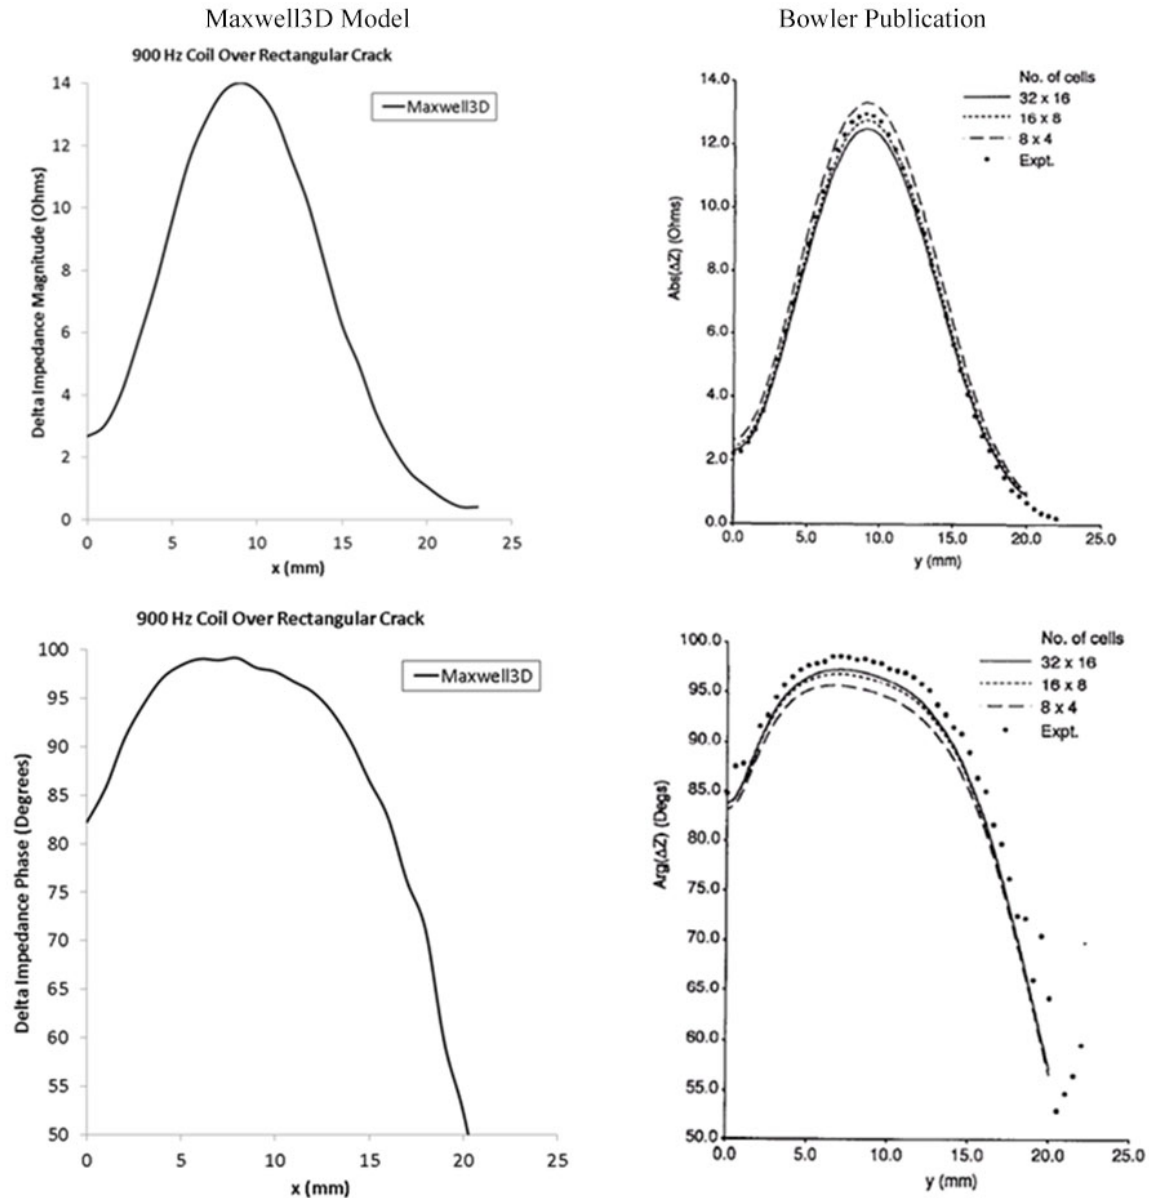 Maxwell3D Model
Bowler Publication
900 Hz Coil Over Rectangular Crack
Maxwell3D
Delta Impedance Magnitude (Ohms)
14
12
10
8
6
4
2
0
0 5 10 15 20 25
x (mm)
No. of cells
32 x 16
16 x 8
8 x 4
Expt.
Abs(ΔZ) (Ohms)
14.0
12.0
10.0
8.0
6.0
4.0
2.0
0.0
0.0 5.0 10.0 15.0 20.0 25.0
y (mm)
900 Hz Coil Over Rectangular Crack
Maxwell3D
Delta Impedance Phase (Degrees)
100
95
90
85
80
75
70
65
60
55
50
0 5 10 15 20 25
x (mm)
No. of cells
32 x 16
16 x 8
8 x 4
Expt.
Arg(ΔZ) (Degs)
100.0
95.0
90.0
85.0
80.0
75.0
70.0
65.0
60.0
55.0
50.0
0.0 5.0 10.0 15.0 20.0 25.0
y (mm)